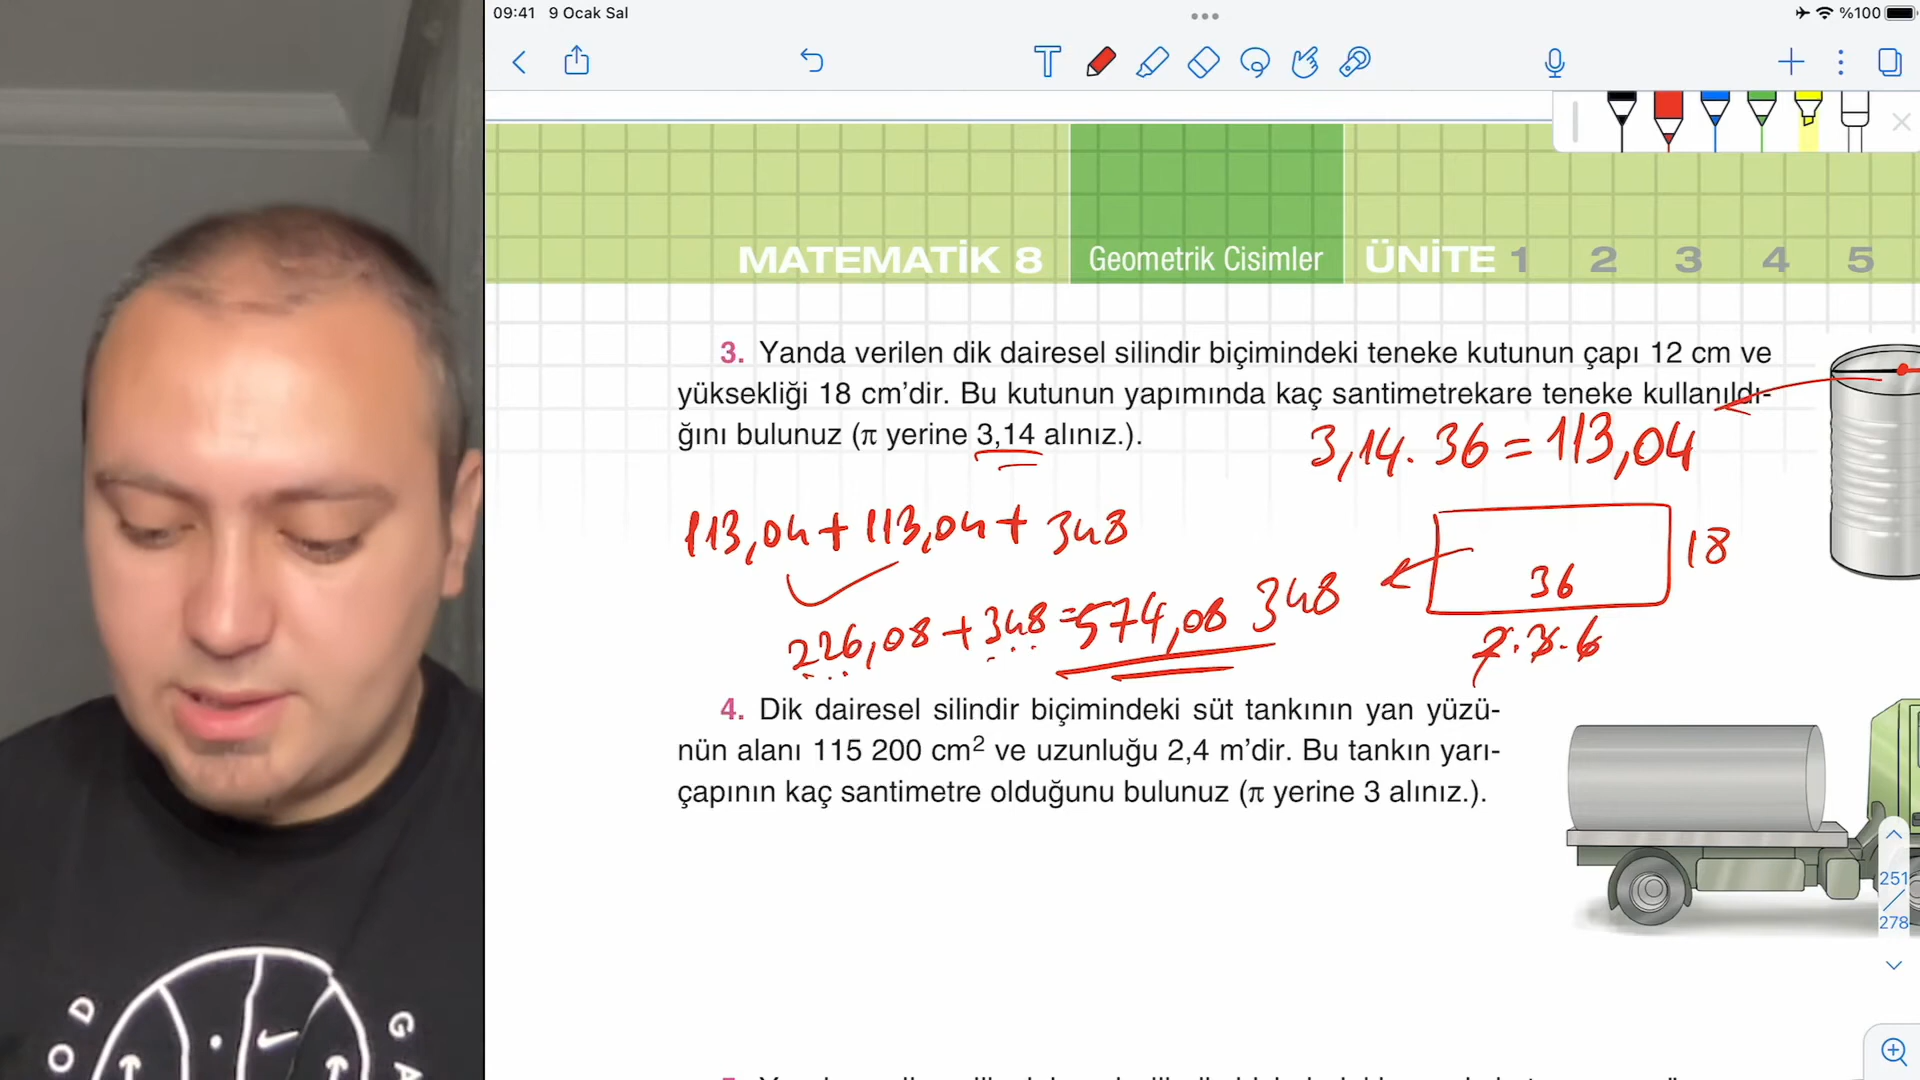 09:41 9 Ocak Sal
%100
MATEMATİK 8
Geometrik Cisimler
ÜNİTE 1 2 3 4 5
3. Yanda verilen dik dairesel silindir biçimindeki teneke kutunun çapı 12 cm ve
yüksekliği 18 cm'dir. Bu kutunun yapımında kaç santimetrekare teneke kullanıldı-
ğını bulunuz (π yerine 3,14 alınız.).
3,14. 36 = 113,04
113,04 + 113,04 + 348
36
18
226,08 + 348 = 574,08
348
2.3.6
4. Dik dairesel silindir biçimindeki süt tankının yan yüzü-
nün alanı 115 200 cm² ve uzunluğu 2,4 m'dir. Bu tankın yarı-
çapının kaç santimetre olduğunu bulunuz (π yerine 3 alınız.).
251
278
O D
G A